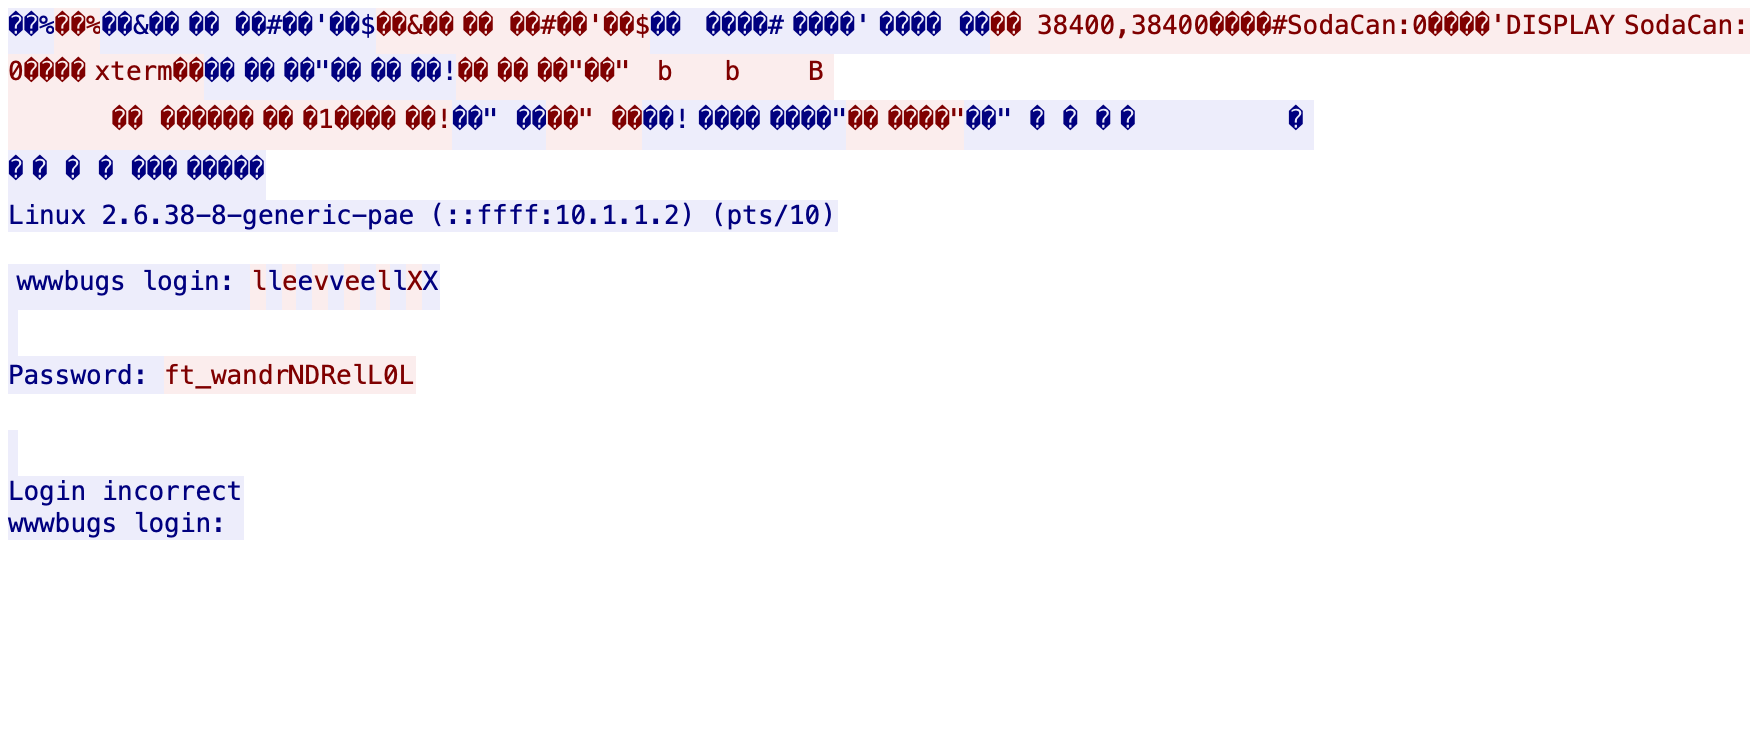 ��%��%��&�� �� �� ��#��'��$��&�� �� �� ��#��'��$�� ����# ����' ���� ���� 38400,38400����#SodaCan:0����'DISPLAY SodaCan:
0���� xterm���� �� �� ��"�� �� �� ��!�� �� �� ��"��" b b B
�� ������ �� �1���� ��!��" ����" ����! ���� ����"�� ����"��" � � � � �
� � � � ��� �����
Linux 2.6.38-8-generic-pae (::ffff:10.1.1.2) (pts/10)
wwwbugs login: lleevveellXX
Password: ft_wandrNDRelL0L
Login incorrect
wwwbugs login: